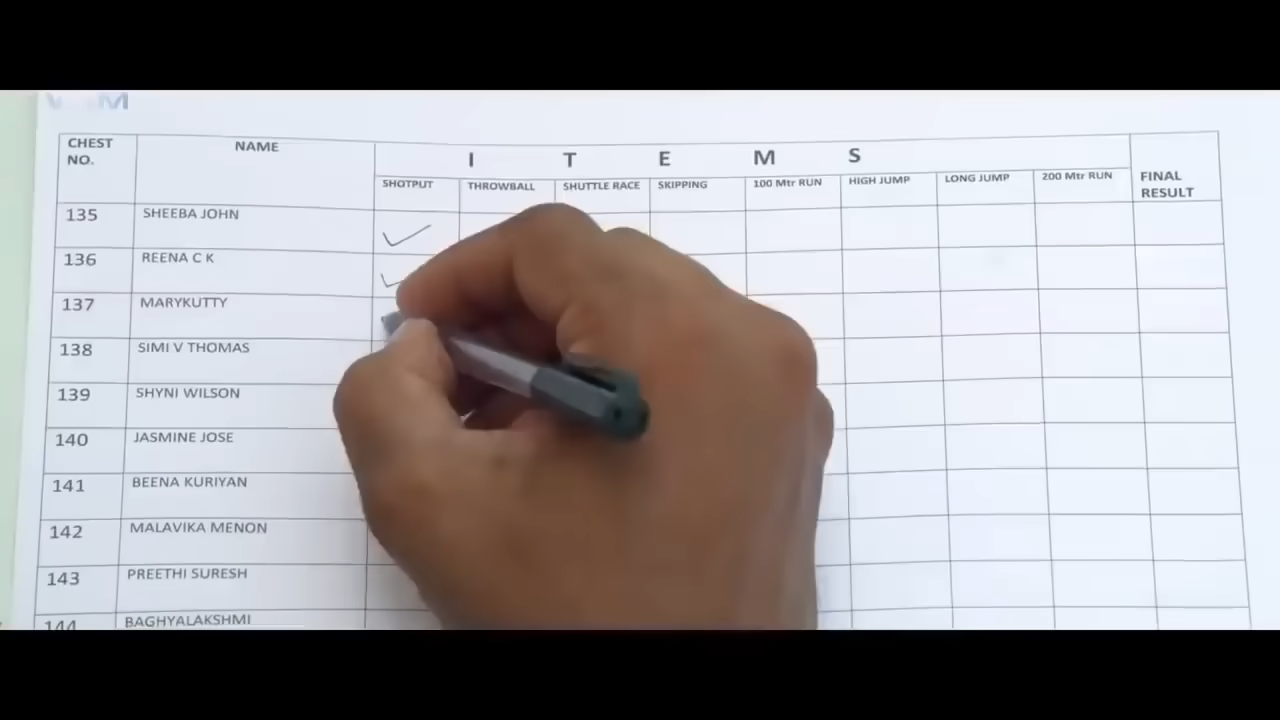 CHEST NO. NAME I T E M S FINAL RESULT
SHOTPUT THROWBALL SHUTTLE RACE SKIPPING 100 Mtr RUN HIGH JUMP LONG JUMP 200 Mtr RUN
135 SHEEBA JOHN
136 REENA C K
137 MARYKUTTY
138 SIMI V THOMAS
139 SHYNI WILSON
140 JASMINE JOSE
141 BEENA KURIYAN
142 MALAVIKA MENON
143 PREETHI SURESH
144 BAGHYALAKSHMI